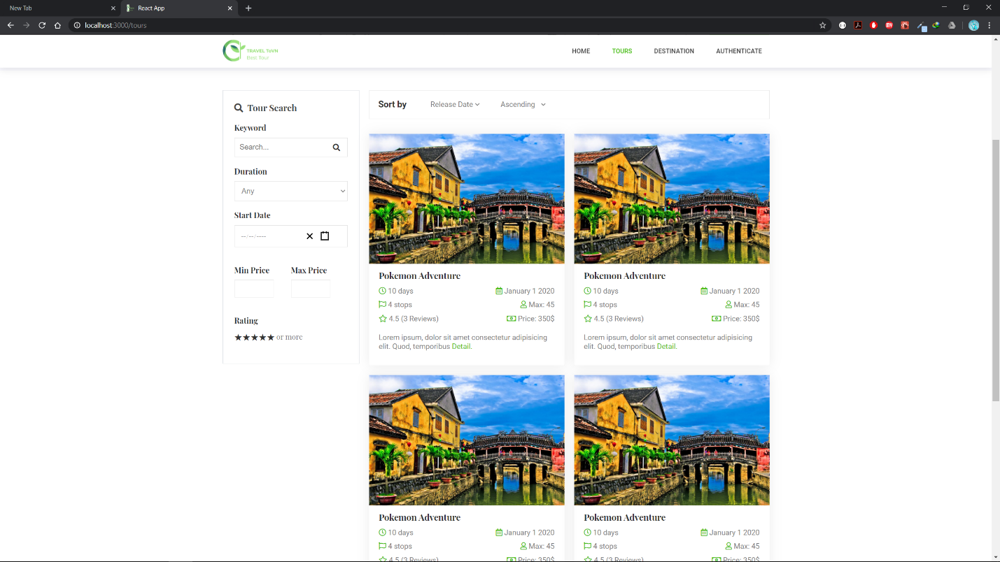 New Tab
React App
localhost:3000/tours
TRAVEL TOWN
Best Tour
HOME
TOURS
DESTINATION
AUTHENTICATE
Tour Search
Keyword
Search...
Duration
Any
Start Date
--/--/----
Min Price
Max Price
Rating
★★★★★ or more
Sort by
Release Date
Ascending
Pokemon Adventure
10 days
January 1 2020
4 stops
Max: 45
4.5 (3 Reviews)
Price: 350$
Lorem ipsum, dolor sit amet consectetur adipisicing
elit. Quod, temporibus Detail.
Pokemon Adventure
10 days
January 1 2020
4 stops
Max: 45
4.5 (3 Reviews)
Price: 350$
Lorem ipsum, dolor sit amet consectetur adipisicing
elit. Quod, temporibus Detail.
Pokemon Adventure
10 days
January 1 2020
4 stops
Max: 45
4.5 (3 Reviews)
Price: 350$
Pokemon Adventure
10 days
January 1 2020
4 stops
Max: 45
4.5 (3 Reviews)
Price: 350$